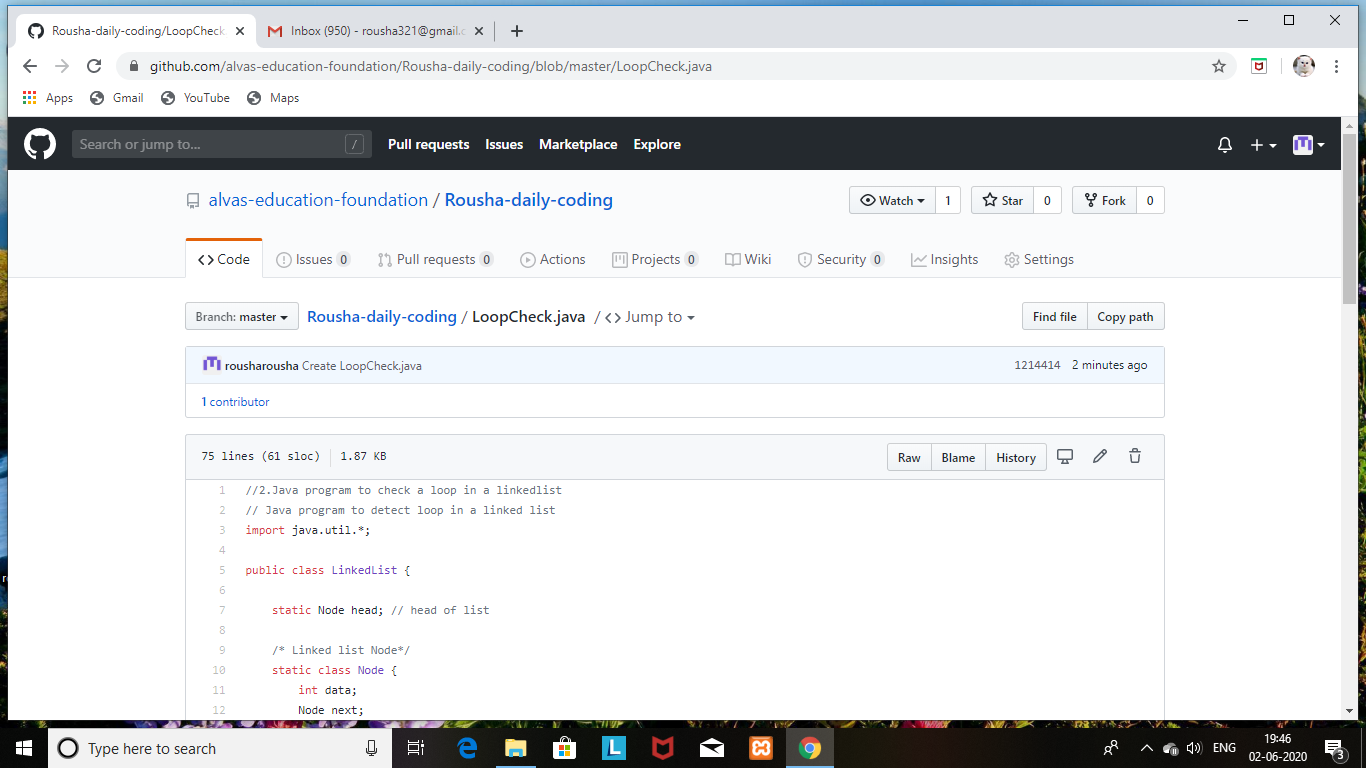 Rousha-daily-coding/LoopCheck
Inbox (950) - rousha321@gmail.c
github.com/alvas-education-foundation/Rousha-daily-coding/blob/master/LoopCheck.java
Apps Gmail YouTube Maps
Search or jump to... / Pull requests Issues Marketplace Explore
alvas-education-foundation / Rousha-daily-coding Watch 1 Star 0 Fork 0
Code Issues 0 Pull requests 0 Actions Projects 0 Wiki Security 0 Insights Settings
Branch: master Rousha-daily-coding / LoopCheck.java / <> Jump to Find file Copy path
rousharousha Create LoopCheck.java 1214414 2 minutes ago
1 contributor
75 lines (61 sloc) 1.87 KB Raw Blame History
1 //2.Java program to check a loop in a linkedlist
2 // Java program to detect loop in a linked list
3 import java.util.*;
4
5 public class LinkedList {
6
7 static Node head; // head of list
8
9 /* Linked list Node*/
10 static class Node {
11 int data;
12 Node next;
Type here to search
L
ENG
19:46
02-06-2020
3